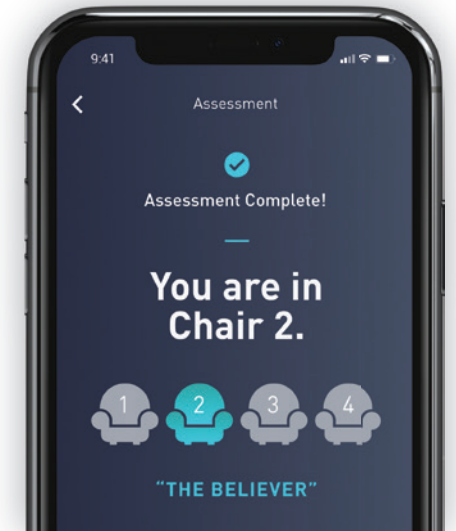 9:41
Assessment
Assessment Complete!
You are in
Chair 2.
1 2 3 4
“THE BELIEVER”